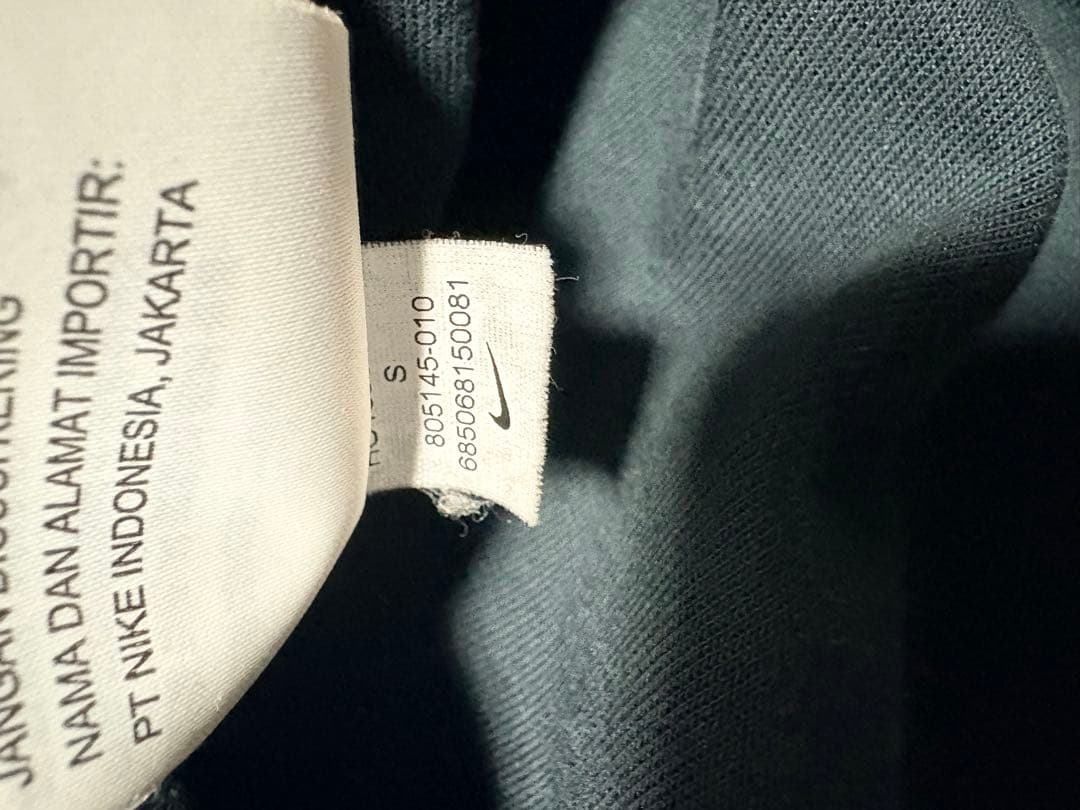 NAMA DAN ALAMAT IMPORTIR:
PT NIKE INDONESIA, JAKARTA
S
805145-010
685068150081